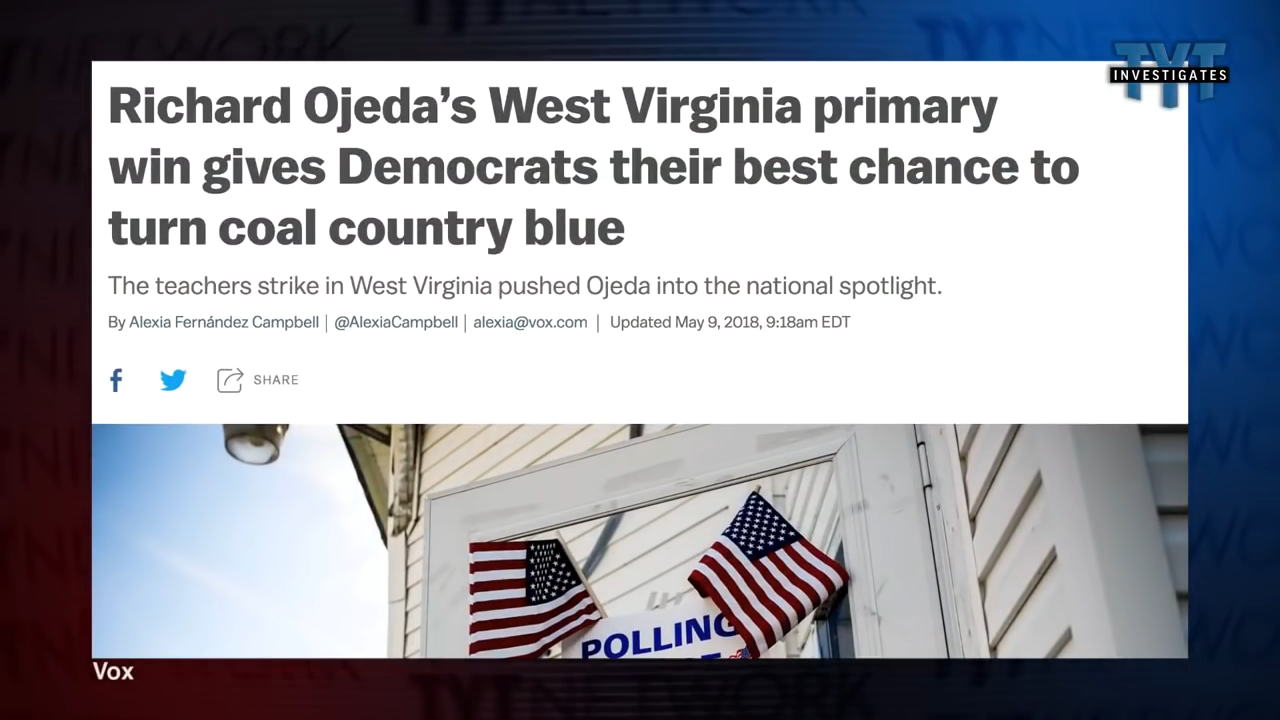 TYT
INVESTIGATES
Richard Ojeda’s West Virginia primary
win gives Democrats their best chance to
turn coal country blue
The teachers strike in West Virginia pushed Ojeda into the national spotlight.
By Alexia Fernández Campbell | @AlexiaCampbell | alexia@vox.com | Updated May 9, 2018, 9:18am EDT
SHARE
POLLING
Vox